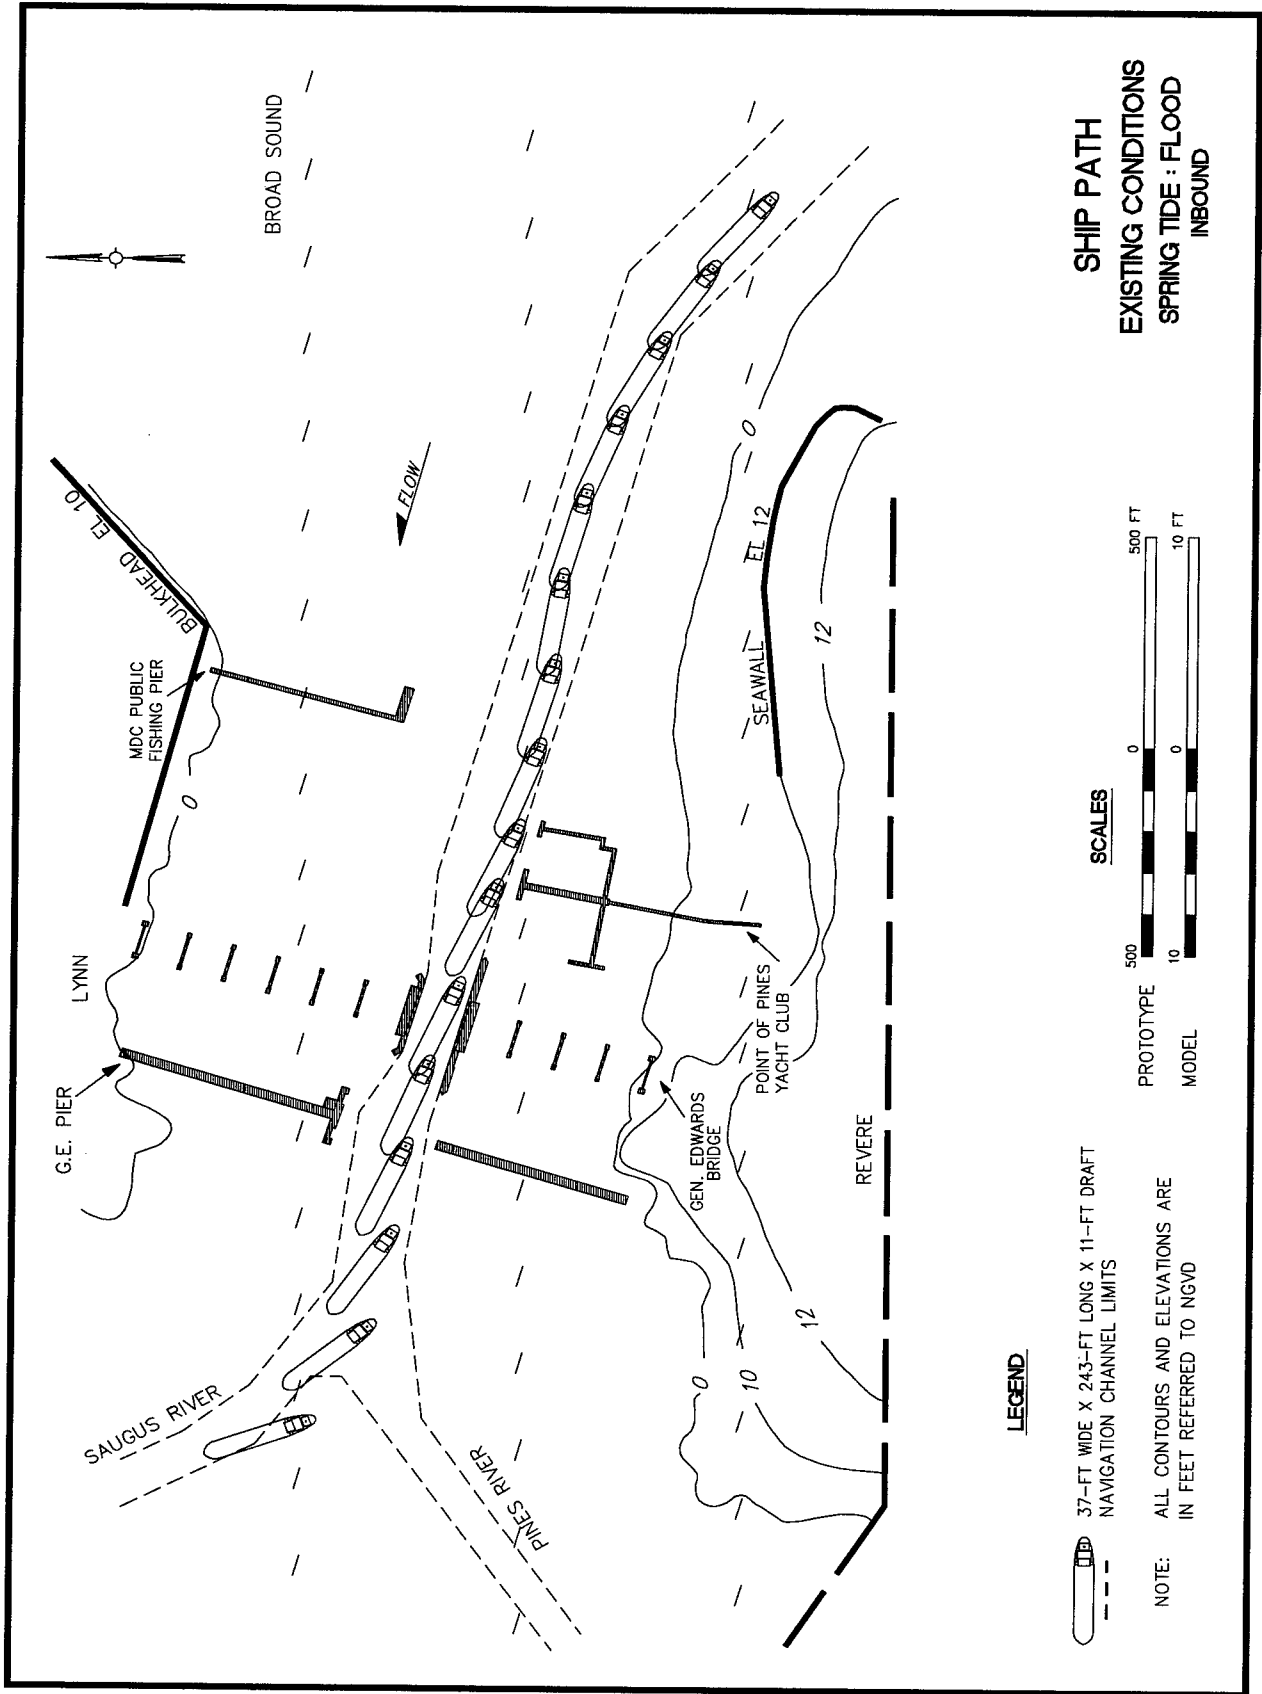 BROAD SOUND
FLOW
BULKHEAD EL 10
MDC PUBLIC
FISHING PIER
0
LYNN
G.E. PIER
SAUGUS RIVER
PINES RIVER
0
SEAWALL EL 12
12
POINT OF PINES
YACHT CLUB
GEN. EDWARDS
BRIDGE
REVERE
0
10
12
SHIP PATH
EXISTING CONDITIONS
SPRING TIDE : FLOOD
INBOUND
SCALES
PROTOTYPE 500 0 500 FT
MODEL 10 0 10 FT
LEGEND
37-FT WIDE X 243-FT LONG X 11-FT DRAFT
NAVIGATION CHANNEL LIMITS
NOTE: ALL CONTOURS AND ELEVATIONS ARE
IN FEET REFERRED TO NGVD